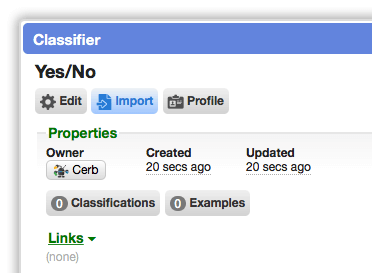 Classifier
Yes/No
Edit Import Profile
Properties
Owner Created Updated
Cerb 20 secs ago 20 secs ago
0 Classifications 0 Examples
Links
(none)